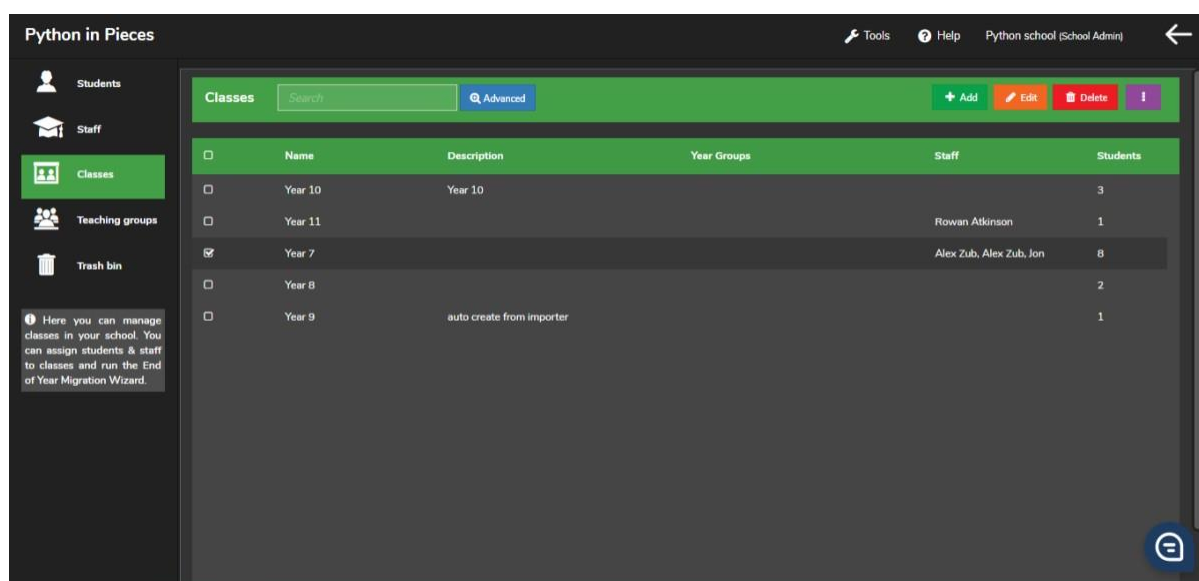 Python in Pieces
Tools
Help
Python school (School Admin)
Students
Staff
Classes
Teaching groups
Trash bin
Here you can manage
classes in your school. You
can assign students & staff
to classes and run the End
of Year Migration Wizard.
Classes
Search
Advanced
Add
Edit
Delete
Name Description Year Groups Staff Students
Year 10 Year 10 3
Year 11 Rowan Atkinson 1
Year 7 Alex Zub, Alex Zub, Jon 8
Year 8 2
Year 9 auto create from importer 1